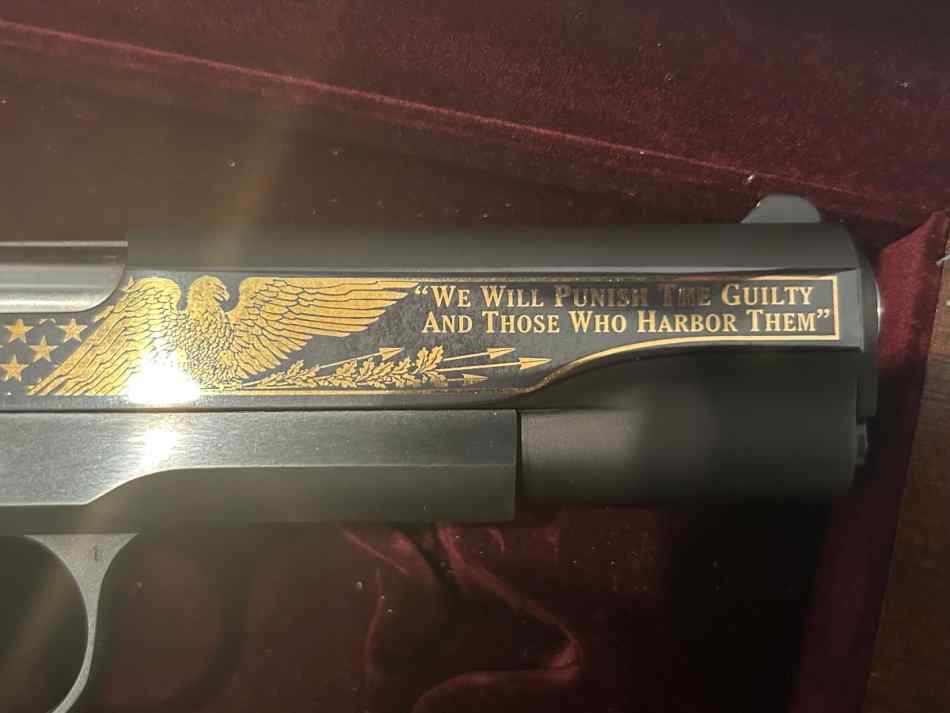 “WE WILL PUNISH THE GUILTY
AND THOSE WHO HARBOR THEM”